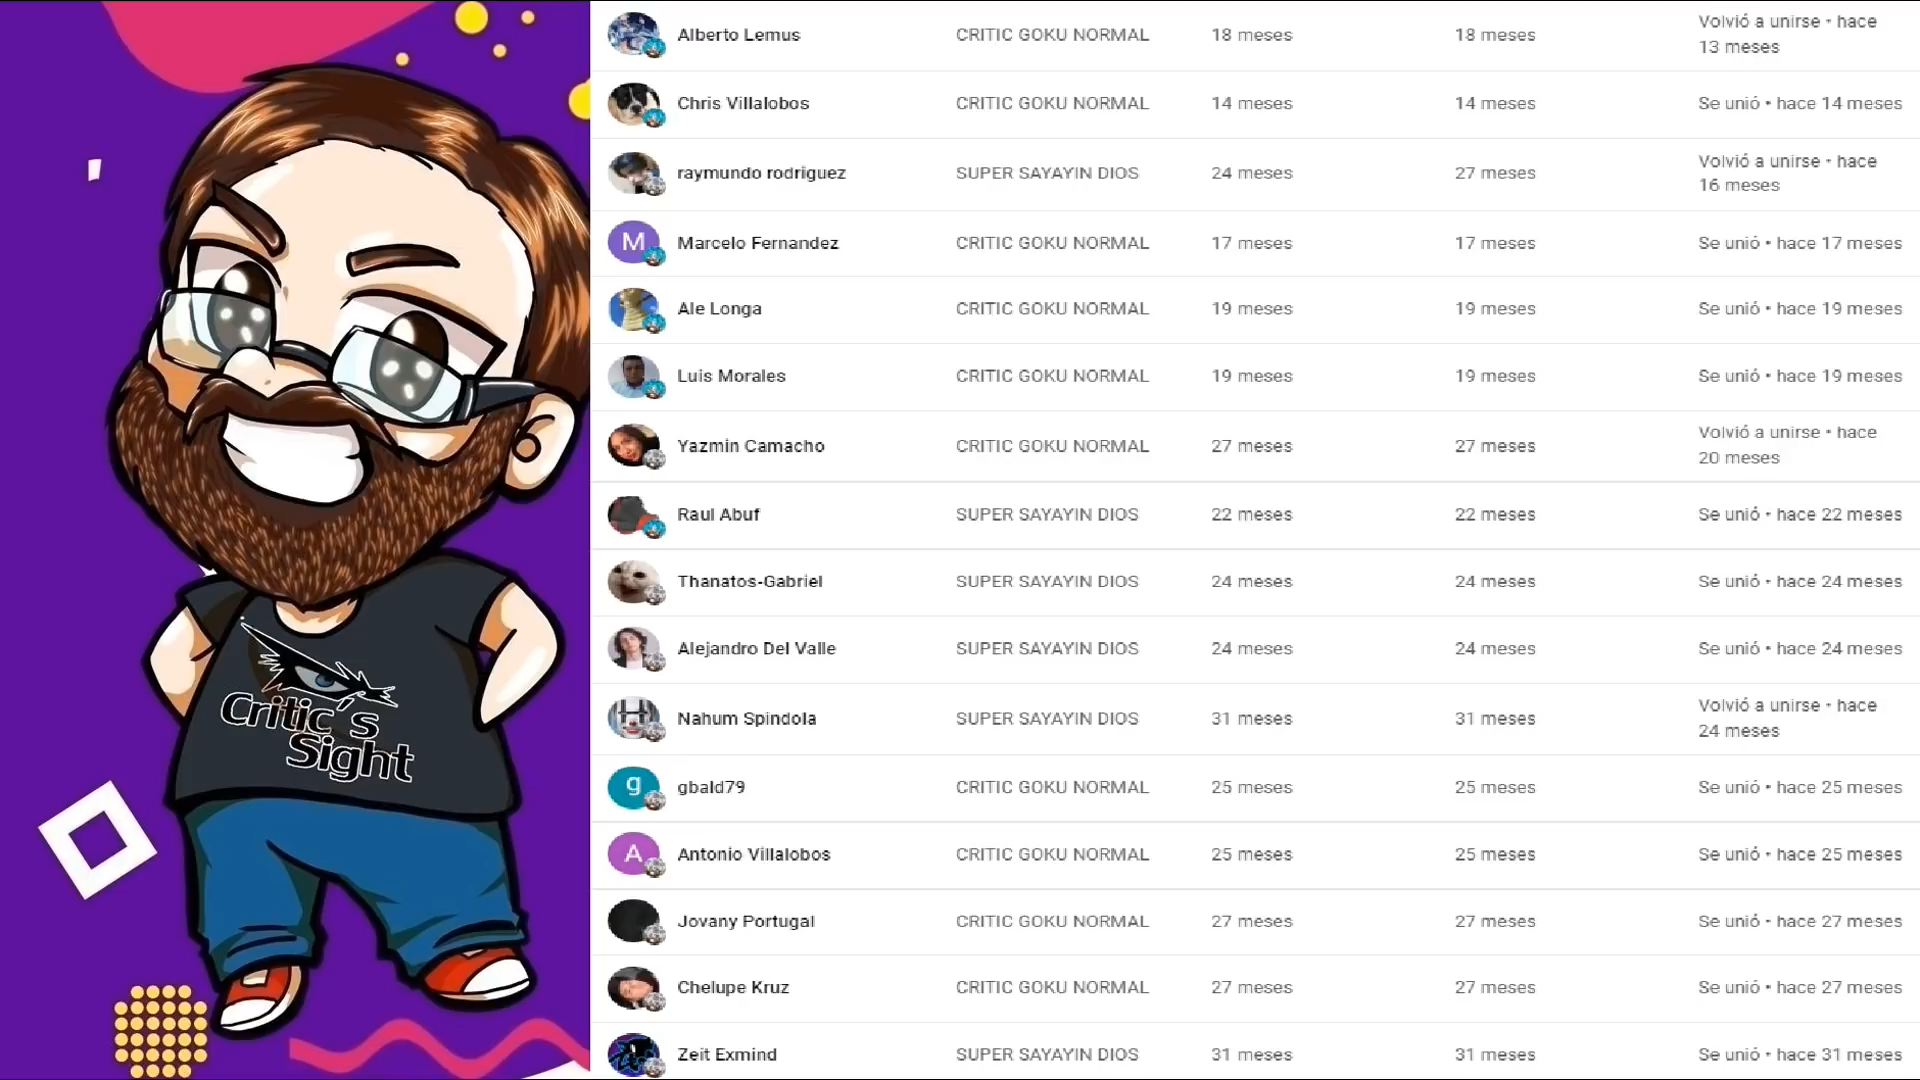 Critic's
Sight
Alberto Lemus CRITIC GOKU NORMAL 18 meses 18 meses Volvió a unirse • hace
13 meses
Chris Villalobos CRITIC GOKU NORMAL 14 meses 14 meses Se unió • hace 14 meses
raymundo rodriguez SUPER SAYAYIN DIOS 24 meses 27 meses Volvió a unirse • hace
16 meses
M Marcelo Fernandez CRITIC GOKU NORMAL 17 meses 17 meses Se unió • hace 17 meses
Ale Longa CRITIC GOKU NORMAL 19 meses 19 meses Se unió • hace 19 meses
Luis Morales CRITIC GOKU NORMAL 19 meses 19 meses Se unió • hace 19 meses
Yazmin Camacho CRITIC GOKU NORMAL 27 meses 27 meses Volvió a unirse • hace
20 meses
Raul Abuf SUPER SAYAYIN DIOS 22 meses 22 meses Se unió • hace 22 meses
Thanatos-Gabriel SUPER SAYAYIN DIOS 24 meses 24 meses Se unió • hace 24 meses
Alejandro Del Valle SUPER SAYAYIN DIOS 24 meses 24 meses Se unió • hace 24 meses
Nahum Spindola SUPER SAYAYIN DIOS 31 meses 31 meses Volvió a unirse • hace
24 meses
g gbald79 CRITIC GOKU NORMAL 25 meses 25 meses Se unió • hace 25 meses
A Antonio Villalobos CRITIC GOKU NORMAL 25 meses 25 meses Se unió • hace 25 meses
Jovany Portugal CRITIC GOKU NORMAL 27 meses 27 meses Se unió • hace 27 meses
Chelupe Kruz CRITIC GOKU NORMAL 27 meses 27 meses Se unió • hace 27 meses
Zeit Exmind SUPER SAYAYIN DIOS 31 meses 31 meses Se unió • hace 31 meses